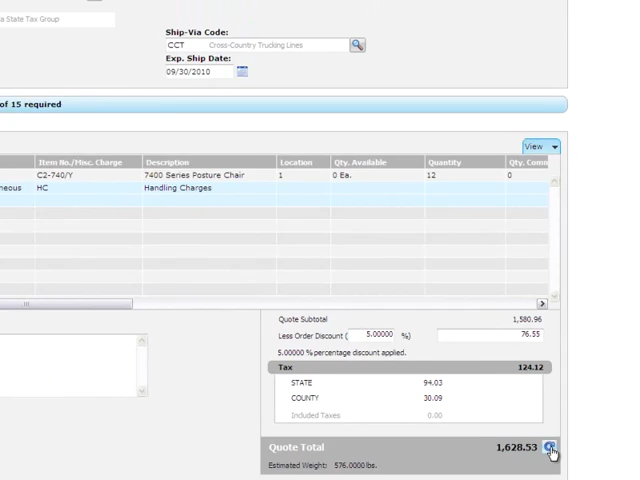 a State Tax Group
Ship-Via Code:
CCT Cross-Country Trucking Lines
Exp. Ship Date:
09/30/2010
of 15 required
View
Item No./Misc. Charge Description Location Qty. Available Quantity Qty. Comm
C2-740/Y 7400 Series Posture Chair 1 0 Ea. 12 0
neous HC Handling Charges
Quote Subtotal 1,580.96
Less Order Discount ( 5.00000 %) 76.55
5.00000 % percentage discount applied.
Tax 124.12
STATE 94.03
COUNTY 30.09
Included Taxes 0.00
Quote Total 1,628.53
Estimated Weight: 576.0000 lbs.